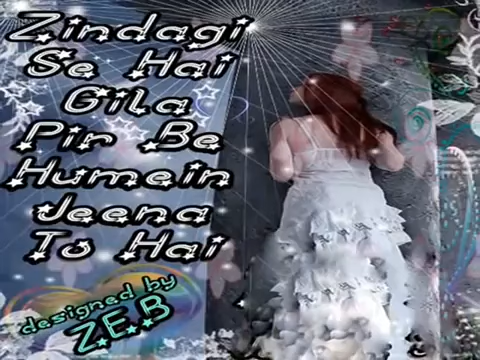 Zindagi
Se Hai
Gila
Pir Be
Humein
Jeena
To Hai
designed by
Z.E.B